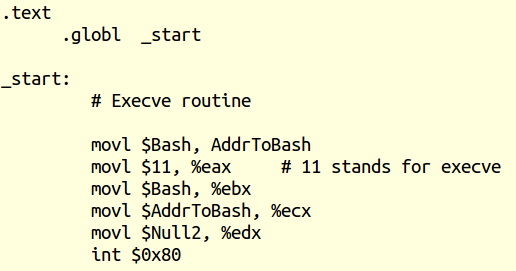 .text
.globl _start
_start:
# Execve routine
movl $Bash, AddrToBash
movl $11, %eax # 11 stands for execve
movl $Bash, %ebx
movl $AddrToBash, %ecx
movl $Null2, %edx
int $0x80